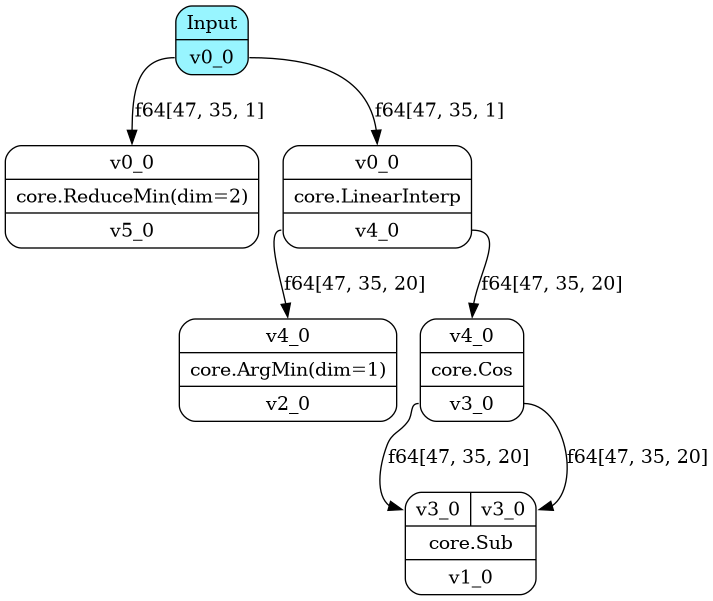 Input
v0_0
f64[47, 35, 1]
f64[47, 35, 1]
v0_0
core.ReduceMin(dim=2)
v5_0
v0_0
core.LinearInterp
v4_0
f64[47, 35, 20]
f64[47, 35, 20]
v4_0
core.ArgMin(dim=1)
v2_0
v4_0
core.Cos
v3_0
f64[47, 35, 20]
f64[47, 35, 20]
v3_0
v3_0
core.Sub
v1_0